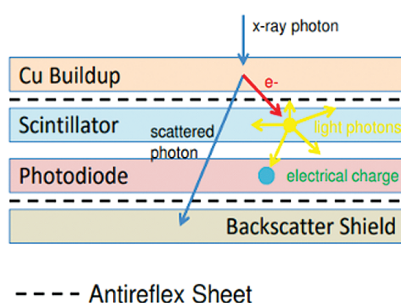 x-ray photon
Cu Buildup
e-
Scintillator
light photons
scattered
photon
Photodiode
electrical charge
Backscatter Shield
Antireflex Sheet